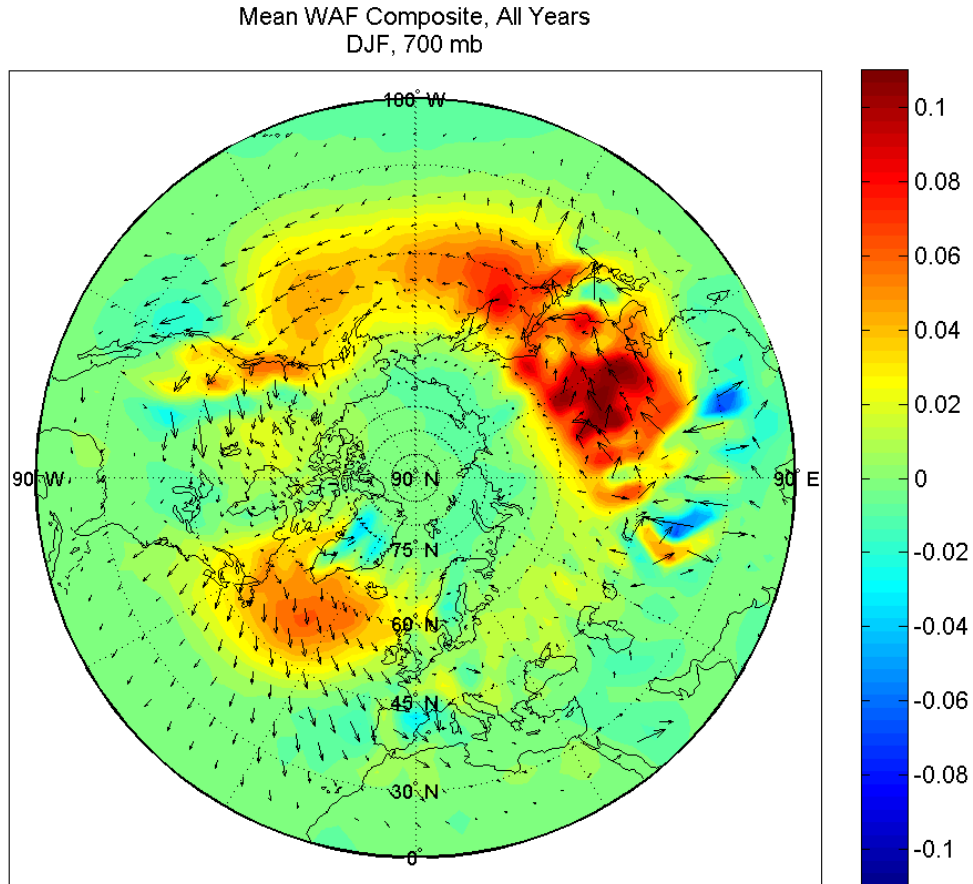 Mean WAF Composite, All Years
DJF, 700 mb
180° W
90° W
90° N
90° E
75° N
60° N
45° N
30° N
0°
0.1
0.08
0.06
0.04
0.02
0
-0.02
-0.04
-0.06
-0.08
-0.1